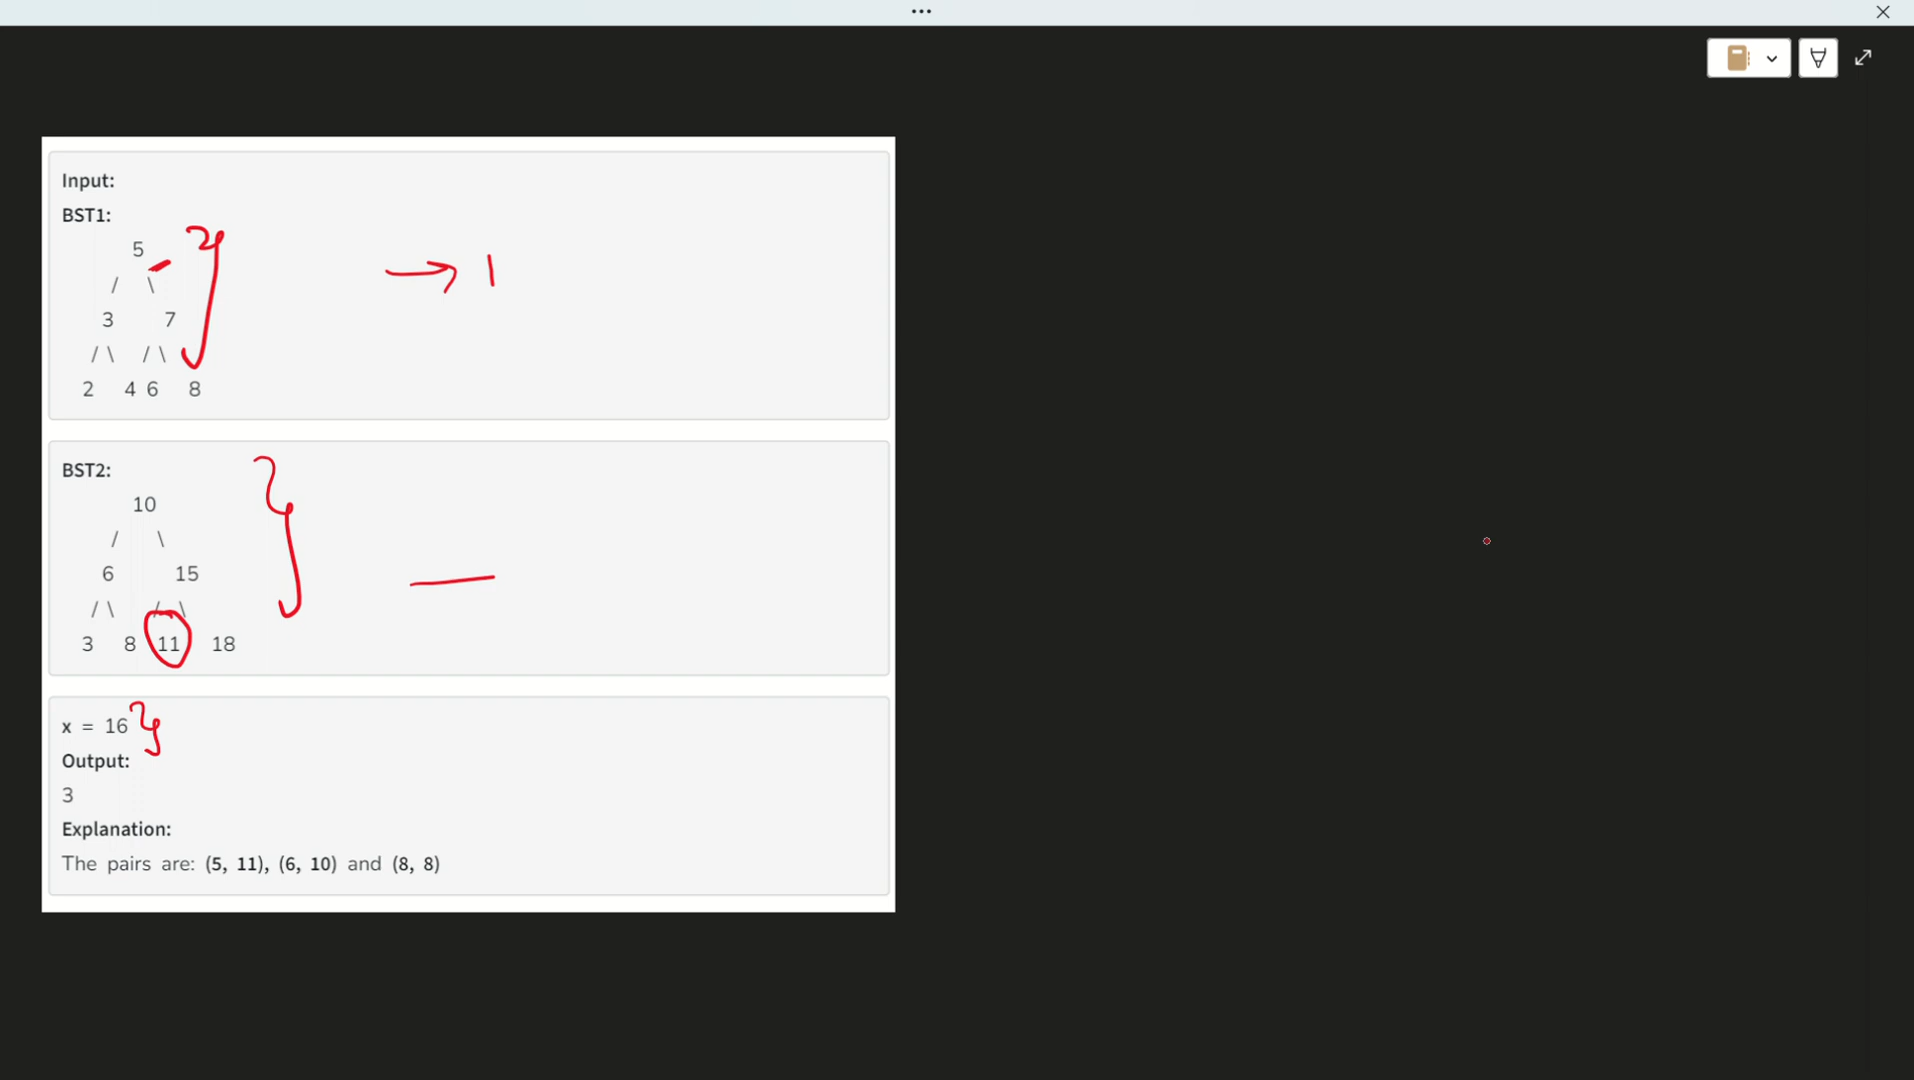 Input:
BST1:
5
/ \
3 7
/ \ / \
2 4 6 8
→ 1
BST2:
10
/ \
6 15
/ \ / \
3 8 11 18
x = 16
Output:
3
Explanation:
The pairs are: (5, 11), (6, 10) and (8, 8)